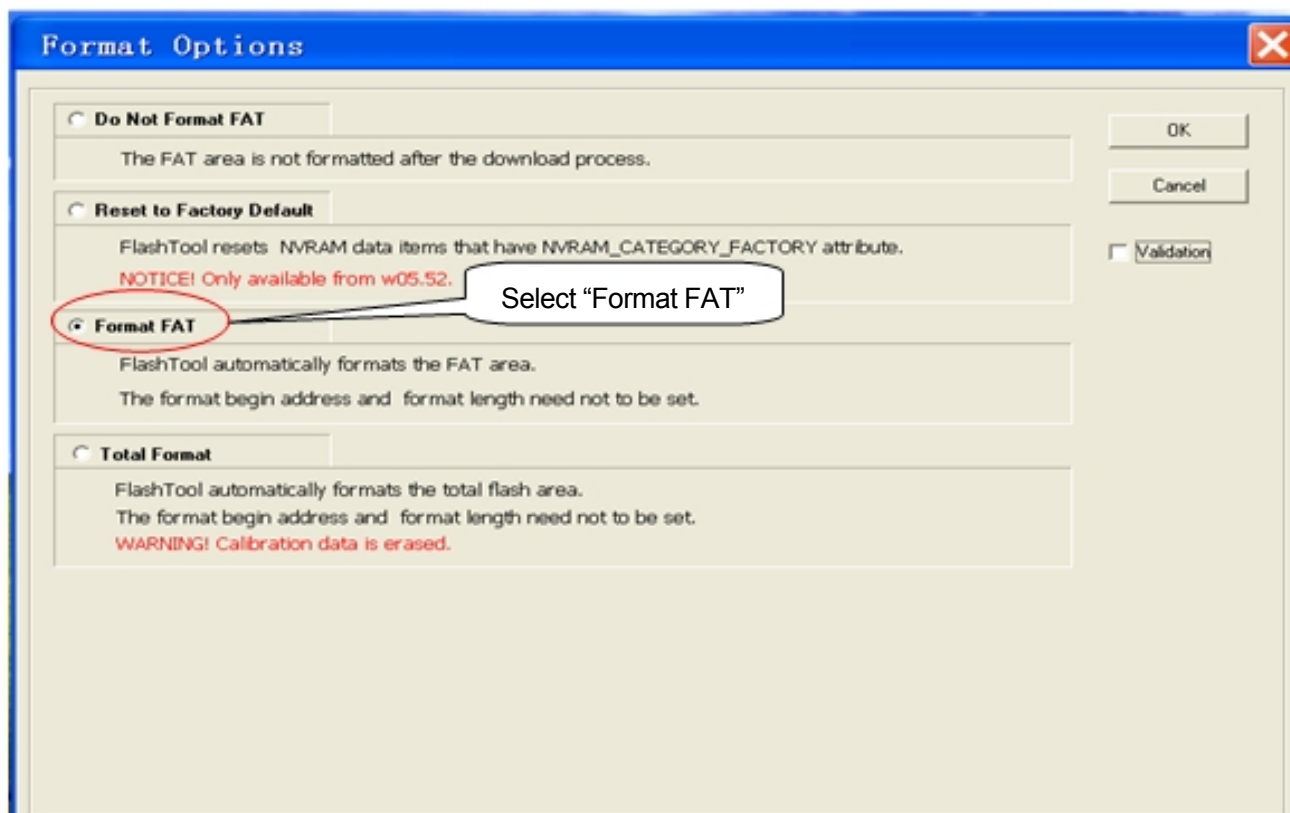 Format Options
Do Not Format FAT
OK
The FAT area is not formatted after the download process.
Cancel
Reset to Factory Default
FlashTool resets NVRAM data items that have NVRAM_CATEGORY_FACTORY attribute.
Validation
NOTICE! Only available from w05.52.
Select “Format FAT”
Format FAT
FlashTool automatically formats the FAT area.
The format begin address and format length need not to be set.
Total Format
FlashTool automatically formats the total flash area.
The format begin address and format length need not to be set.
WARNING! Calibration data is erased.